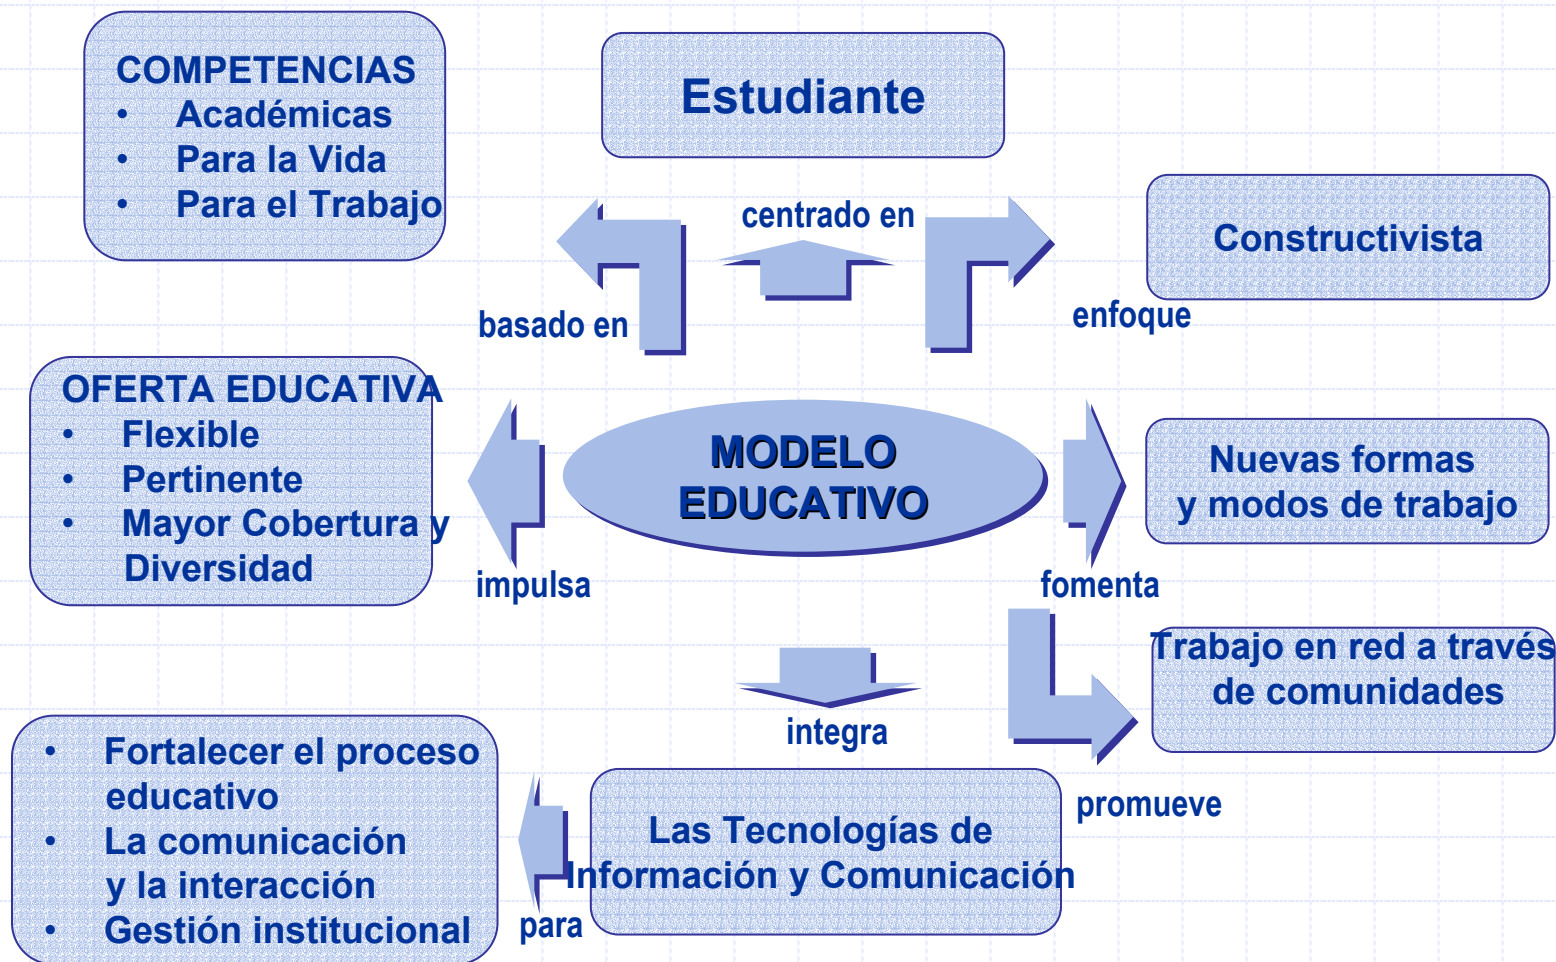 COMPETENCIAS
• Académicas
• Para la Vida
• Para el Trabajo
Estudiante
centrado en
Constructivista
basado en
enfoque
OFERTA EDUCATIVA
• Flexible
• Pertinente
• Mayor Cobertura y
Diversidad
MODELO
EDUCATIVO
Nuevas formas
y modos de trabajo
impulsa
fomenta
Trabajo en red a través
de comunidades
integra
promueve
• Fortalecer el proceso
educativo
• La comunicación
y la interacción
• Gestión institucional
para
Las Tecnologías de
Información y Comunicación